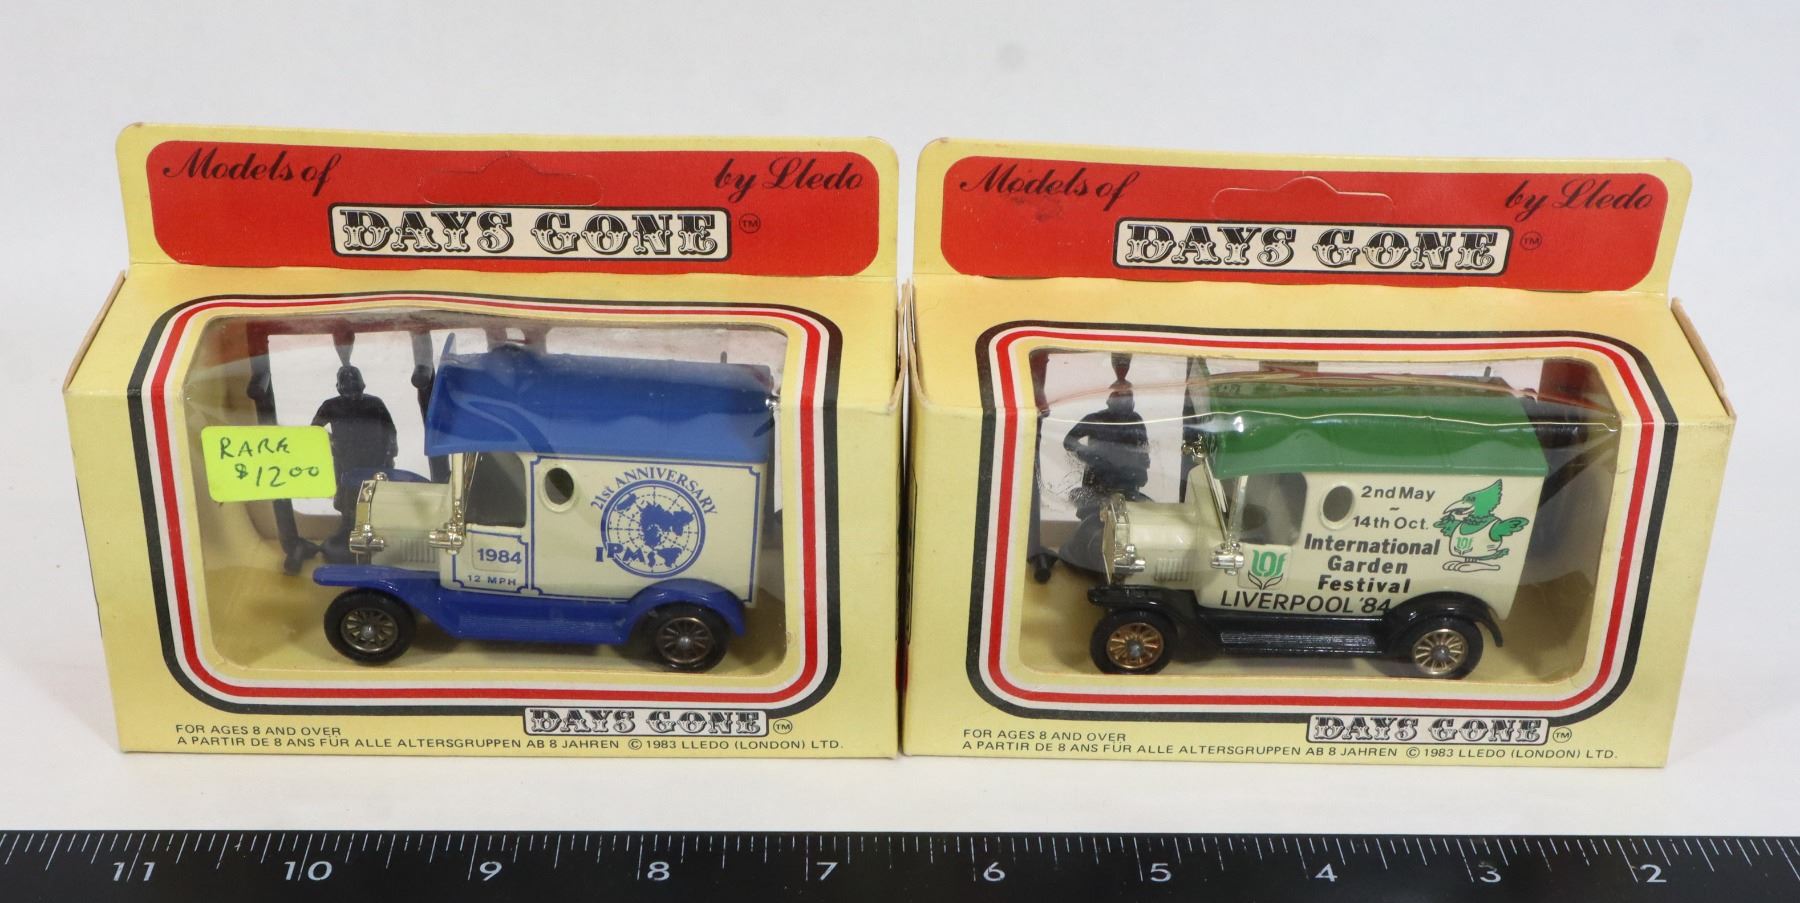 Models of
by Lledo
DAYS GONE
TM
RARE
$12 00
21st ANNIVERSARY
IPMS
1984
12 MPH
DAYS GONE
TM
FOR AGES 8 AND OVER
A PARTIR DE 8 ANS FÜR ALLE ALTERSGRUPPEN AB 8 JAHREN © 1983 LLEDO (LONDON) LTD.
Models of
by Lledo
DAYS GONE
TM
2nd May
~
14th Oct.
International
Garden
Festival
LIVERPOOL '84
DAYS GONE
TM
FOR AGES 8 AND OVER
A PARTIR DE 8 ANS FÜR ALLE ALTERSGRUPPEN AB 8 JAHREN © 1983 LLEDO (LONDON) LTD.
11 10 9 8 7 6 5 4 3 2